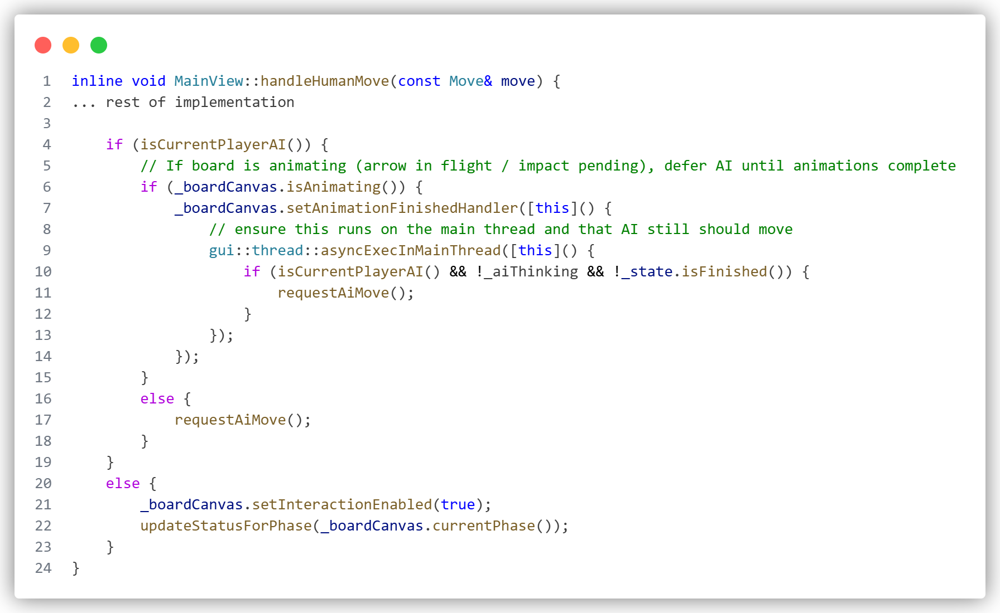 1 inline void MainView::handleHumanMove(const Move& move) {
2 ... rest of implementation
3
4     if (isCurrentPlayerAI()) {
5         // If board is animating (arrow in flight / impact pending), defer AI until animations complete
6         if (_boardCanvas.isAnimating()) {
7             _boardCanvas.setAnimationFinishedHandler([this]() {
8                 // ensure this runs on the main thread and that AI still should move
9                 gui::thread::asyncExecInMainThread([this]() {
10                     if (isCurrentPlayerAI() && !_aiThinking && !_state.isFinished()) {
11                         requestAiMove();
12                     }
13                 });
14             });
15         }
16         else {
17             requestAiMove();
18         }
19     }
20     else {
21         _boardCanvas.setInteractionEnabled(true);
22         updateStatusForPhase(_boardCanvas.currentPhase());
23     }
24 }